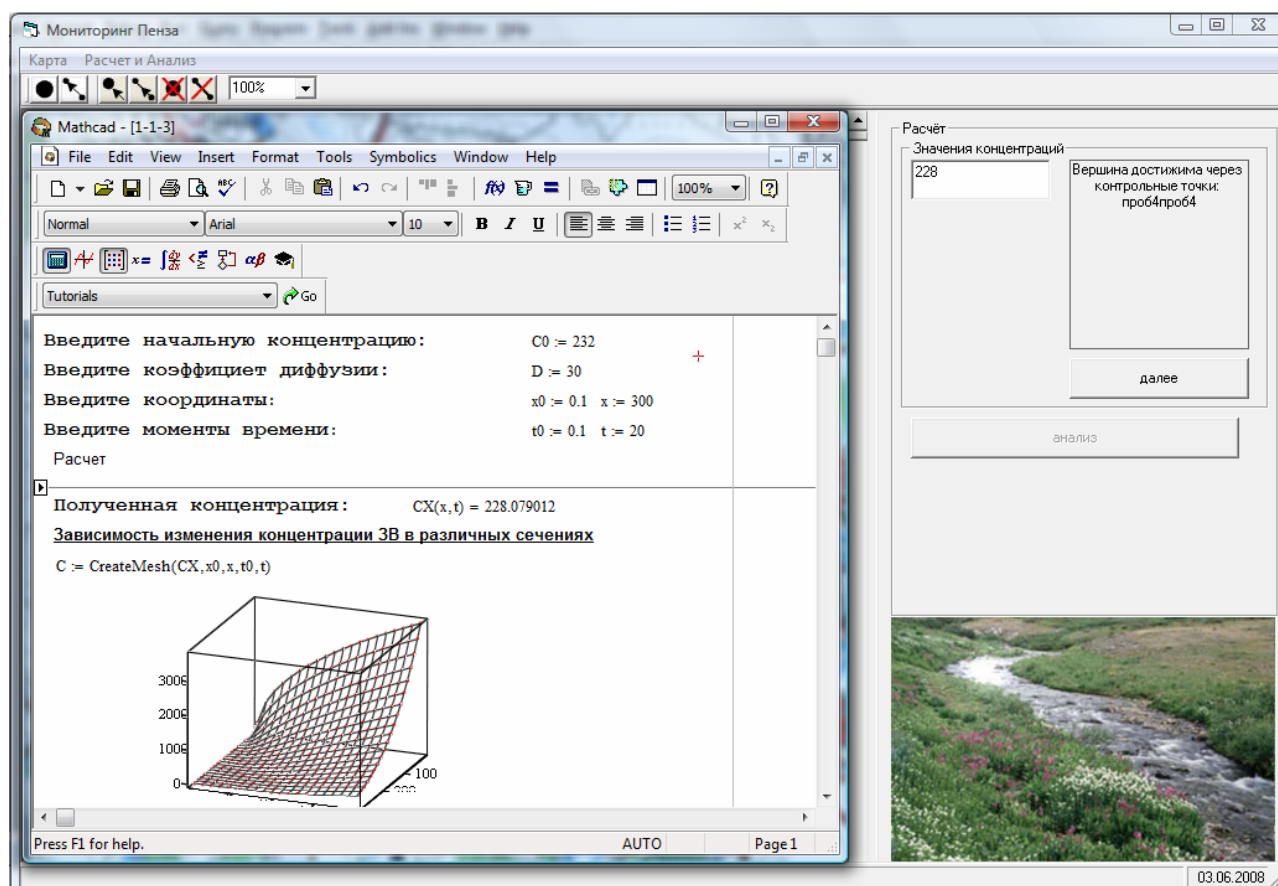 Мониторинг Пенза
Карта Расчет и Анализ
100%
Mathcad - [1-1-3]
File Edit View Insert Format Tools Symbolics Window Help
100%
Normal Arial 10 B I U
Tutorials Go
Введите начальную концентрацию: C0 := 232
Введите коэффициет диффузии: D := 30
Введите координаты: x0 := 0.1 x := 300
Введите моменты времени: t0 := 0.1 t := 20
Расчет
Полученная концентрация: CX(x,t) = 228.079012
Зависимость изменения концентрации ЗВ в различных сечениях
C := CreateMesh(CX,x0,x,t0,t)
3000
2000
1000
0
100
Press F1 for help. AUTO Page 1
Расчёт
Значения концентраций
228
Вершина достижима через
контрольные точки:
проб4проб4
далее
анализ
03.06.2008